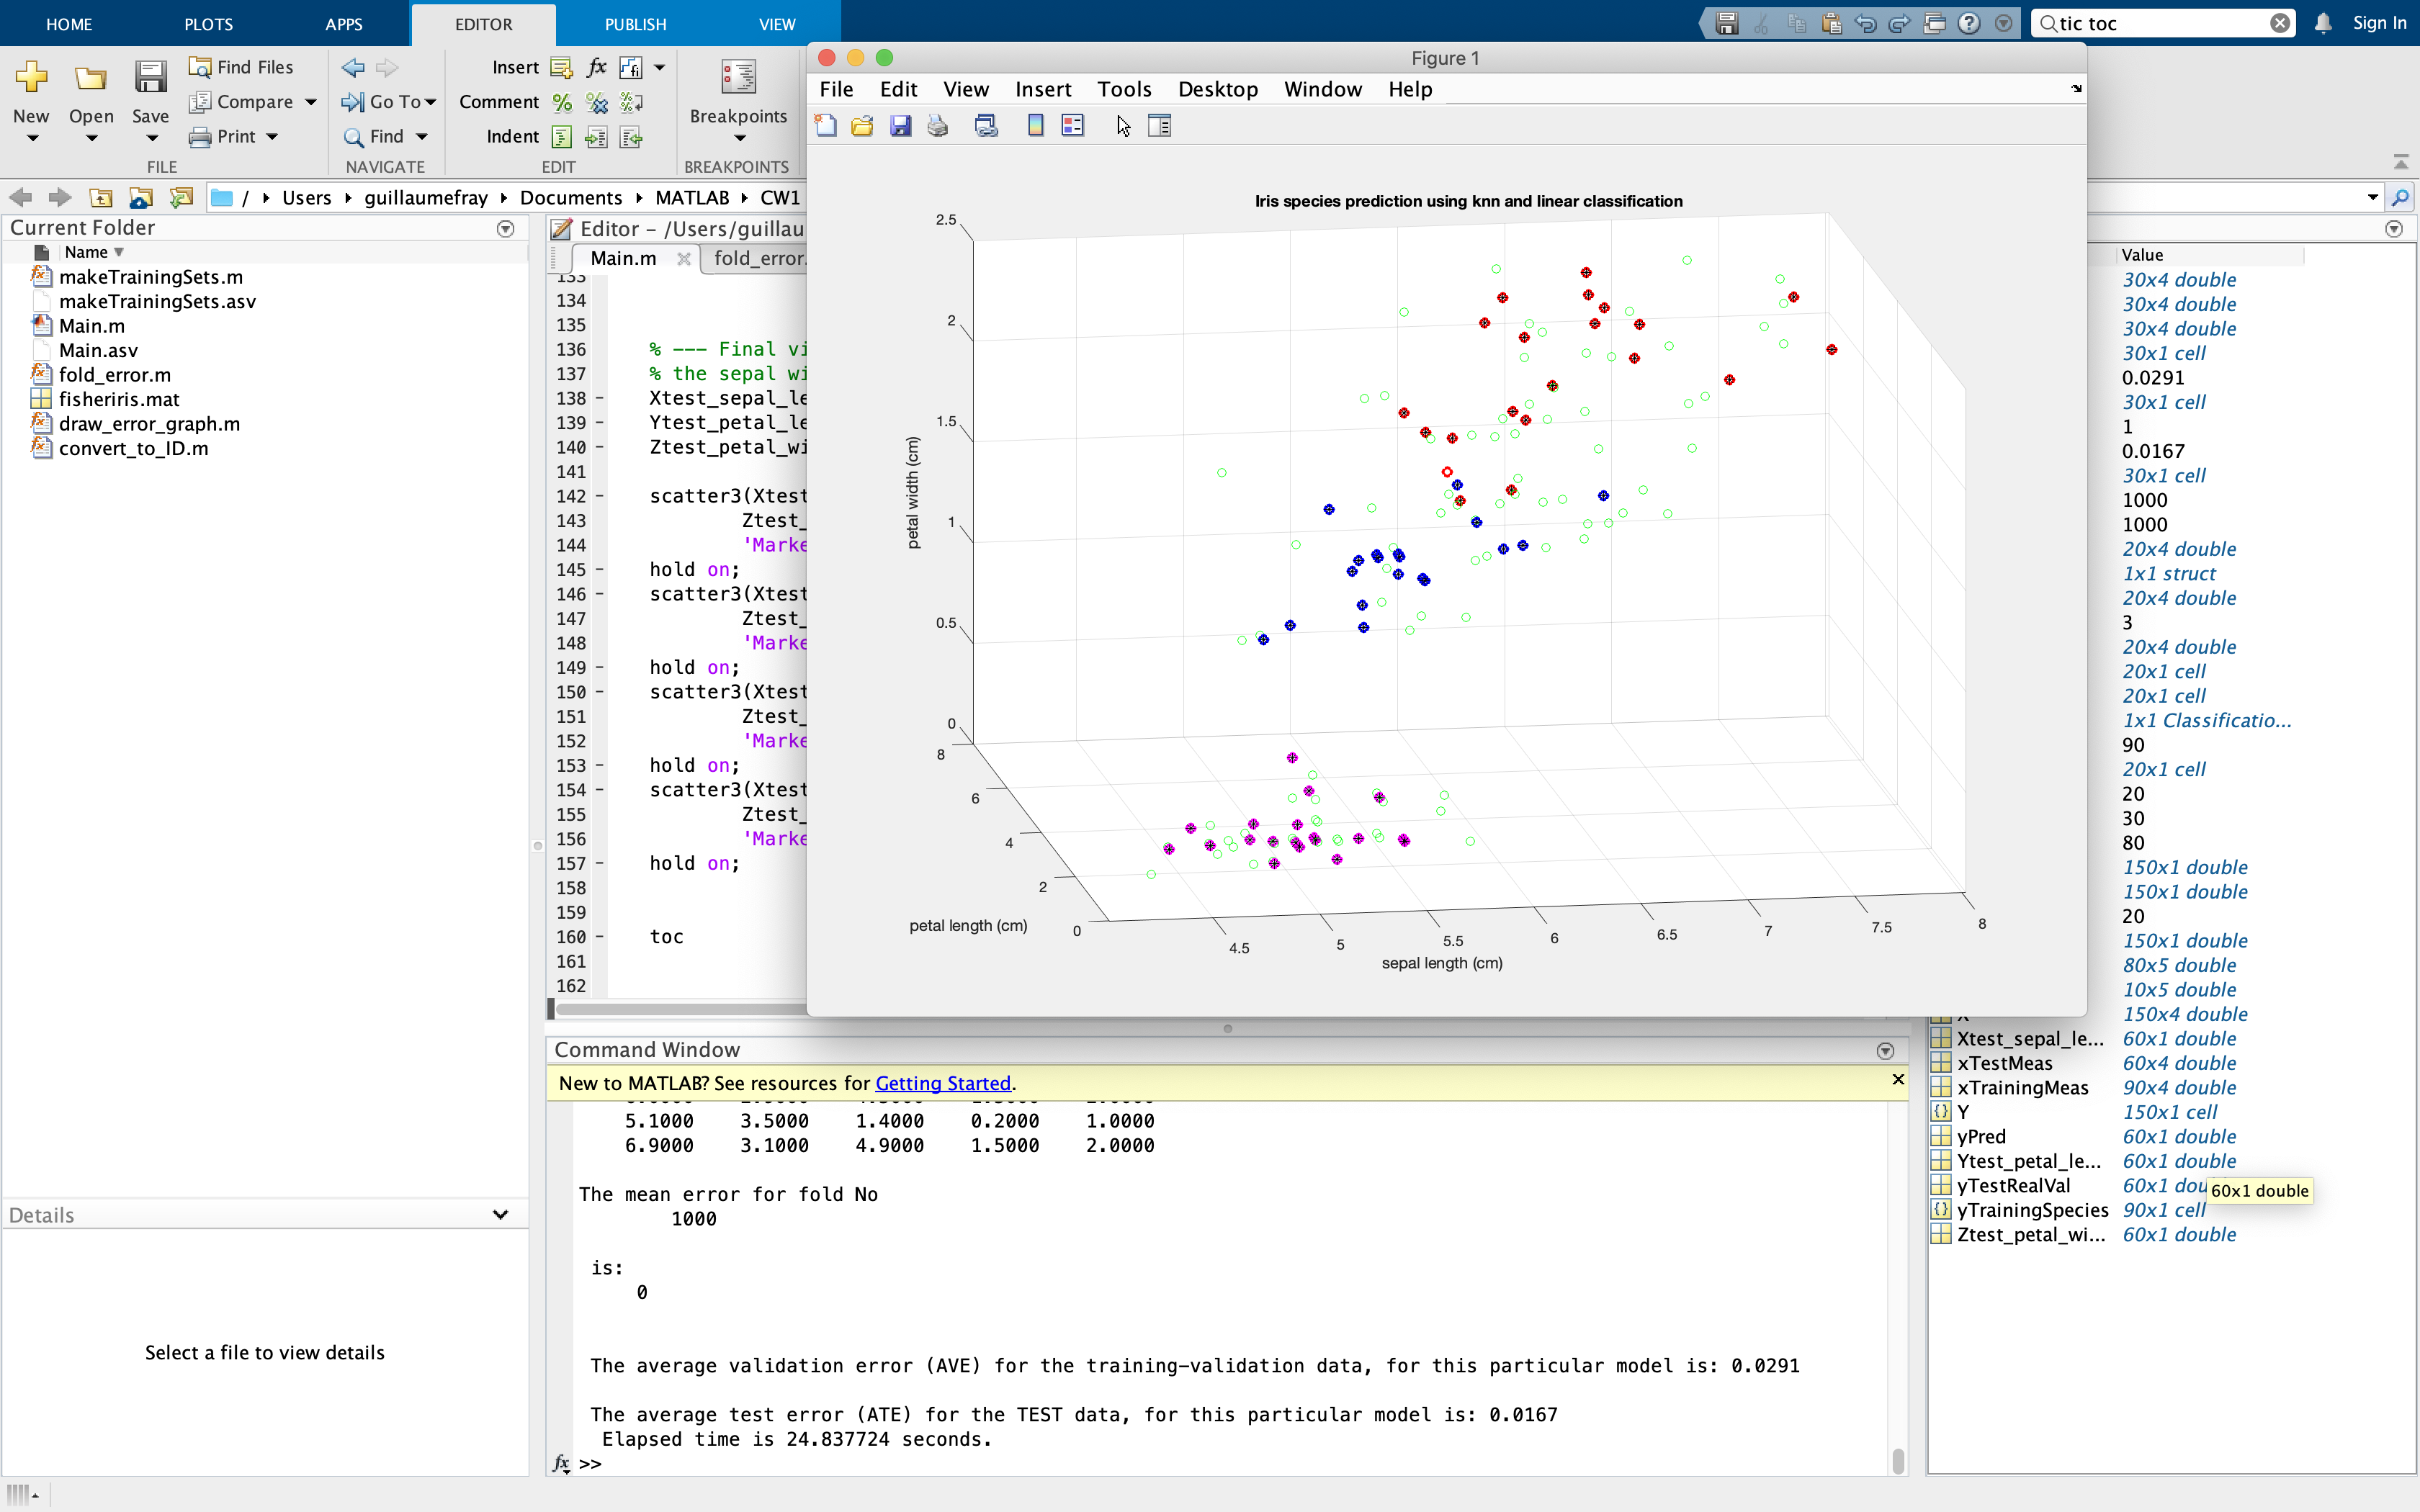 HOME PLOTS APPS EDITOR PUBLISH VIEW tic toc Sign In
New Open Save
Find Files
Compare
Print
FILE
Go To
Find
NAVIGATE
Insert fx
Comment
Indent
EDIT
Breakpoints
BREAKPOINTS
/ Users guillaumefray Documents MATLAB CW1
Current Folder
Name
makeTrainingSets.m
makeTrainingSets.asv
Main.m
Main.asv
fold_error.m
fisheriris.mat
draw_error_graph.m
convert_to_ID.m
Details
Select a file to view details
Editor – /Users/guillau
Main.m fold_error.
133
134
135
136 % --- Final vi
137 % the sepal wi
138 – Xtest_sepal_le
139 – Ytest_petal_le
140 – Ztest_petal_wi
141
142 – scatter3(Xtest
143 Ztest_
144 'Marke
145 – hold on;
146 – scatter3(Xtest
147 Ztest_
148 'Marke
149 – hold on;
150 – scatter3(Xtest
151 Ztest_
152 'Marke
153 – hold on;
154 – scatter3(Xtest
155 Ztest_
156 'Marke
157 – hold on;
158
159
160 – toc
161
162
Figure 1
File Edit View Insert Tools Desktop Window Help
Iris species prediction using knn and linear classification
2.5
2
1.5
1
0.5
0
petal width (cm)
8
6
4
2
0
petal length (cm)
4.5 5 5.5 6 6.5 7 7.5 8
sepal length (cm)
Command Window
New to MATLAB? See resources for Getting Started.
5.1000 3.5000 1.4000 0.2000 1.0000
6.9000 3.1000 4.9000 1.5000 2.0000
The mean error for fold No
1000
is:
0
The average validation error (AVE) for the training-validation data, for this particular model is: 0.0291
The average test error (ATE) for the TEST data, for this particular model is: 0.0167
Elapsed time is 24.837724 seconds.
fx >>
Value
30x4 double
30x4 double
30x4 double
30x1 cell
0.0291
30x1 cell
1
0.0167
30x1 cell
1000
1000
20x4 double
1x1 struct
20x4 double
3
20x4 double
20x1 cell
20x1 cell
1x1 Classificatio...
90
20x1 cell
20
30
80
150x1 double
150x1 double
20
150x1 double
80x5 double
10x5 double
150x4 double
Xtest_sepal_le... 60x1 double
xTestMeas 60x4 double
xTrainingMeas 90x4 double
Y 150x1 cell
yPred 60x1 double
Ytest_petal_le... 60x1 double
yTestRealVal 60x1 dou
60x1 double
yTrainingSpecies 90x1 cell
Ztest_petal_wi... 60x1 double